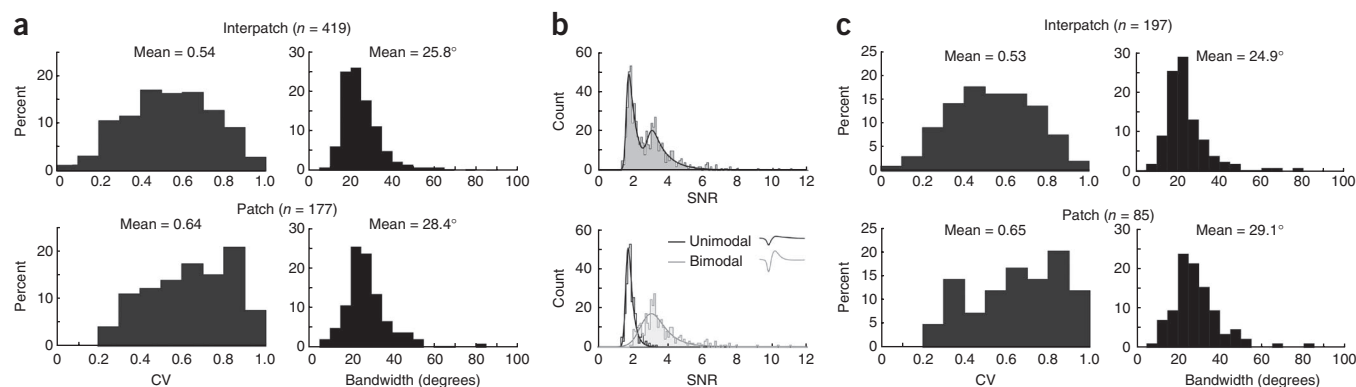 a
Interpatch (n = 419)
Mean = 0.54
Percent
20
10
0
0 0.2 0.4 0.6 0.8 1.0
Mean = 25.8°
30
20
10
0
20 40 60 80 100
Patch (n = 177)
Mean = 0.64
Percent
20
10
0
0 0.2 0.4 0.6 0.8 1.0
CV
Mean = 28.4°
30
20
10
0
0 20 40 60 80 100
Bandwidth (degrees)
b
Count
60
40
20
0
0 2 4 6 8 10 12
SNR
Unimodal
Bimodal
Count
60
40
20
0
0 2 4 6 8 10 12
SNR
c
Interpatch (n = 197)
Mean = 0.53
Percent
25
20
15
10
5
0
0 0.2 0.4 0.6 0.8 1.0
Mean = 24.9°
30
20
10
0
0 20 40 60 80 100
Patch (n = 85)
Mean = 0.65
Percent
25
20
15
10
5
0 0.2 0.4 0.6 0.8 1.0
CV
Mean = 29.1°
30
20
10
0
0 20 40 60 80 100
Bandwidth (degrees)